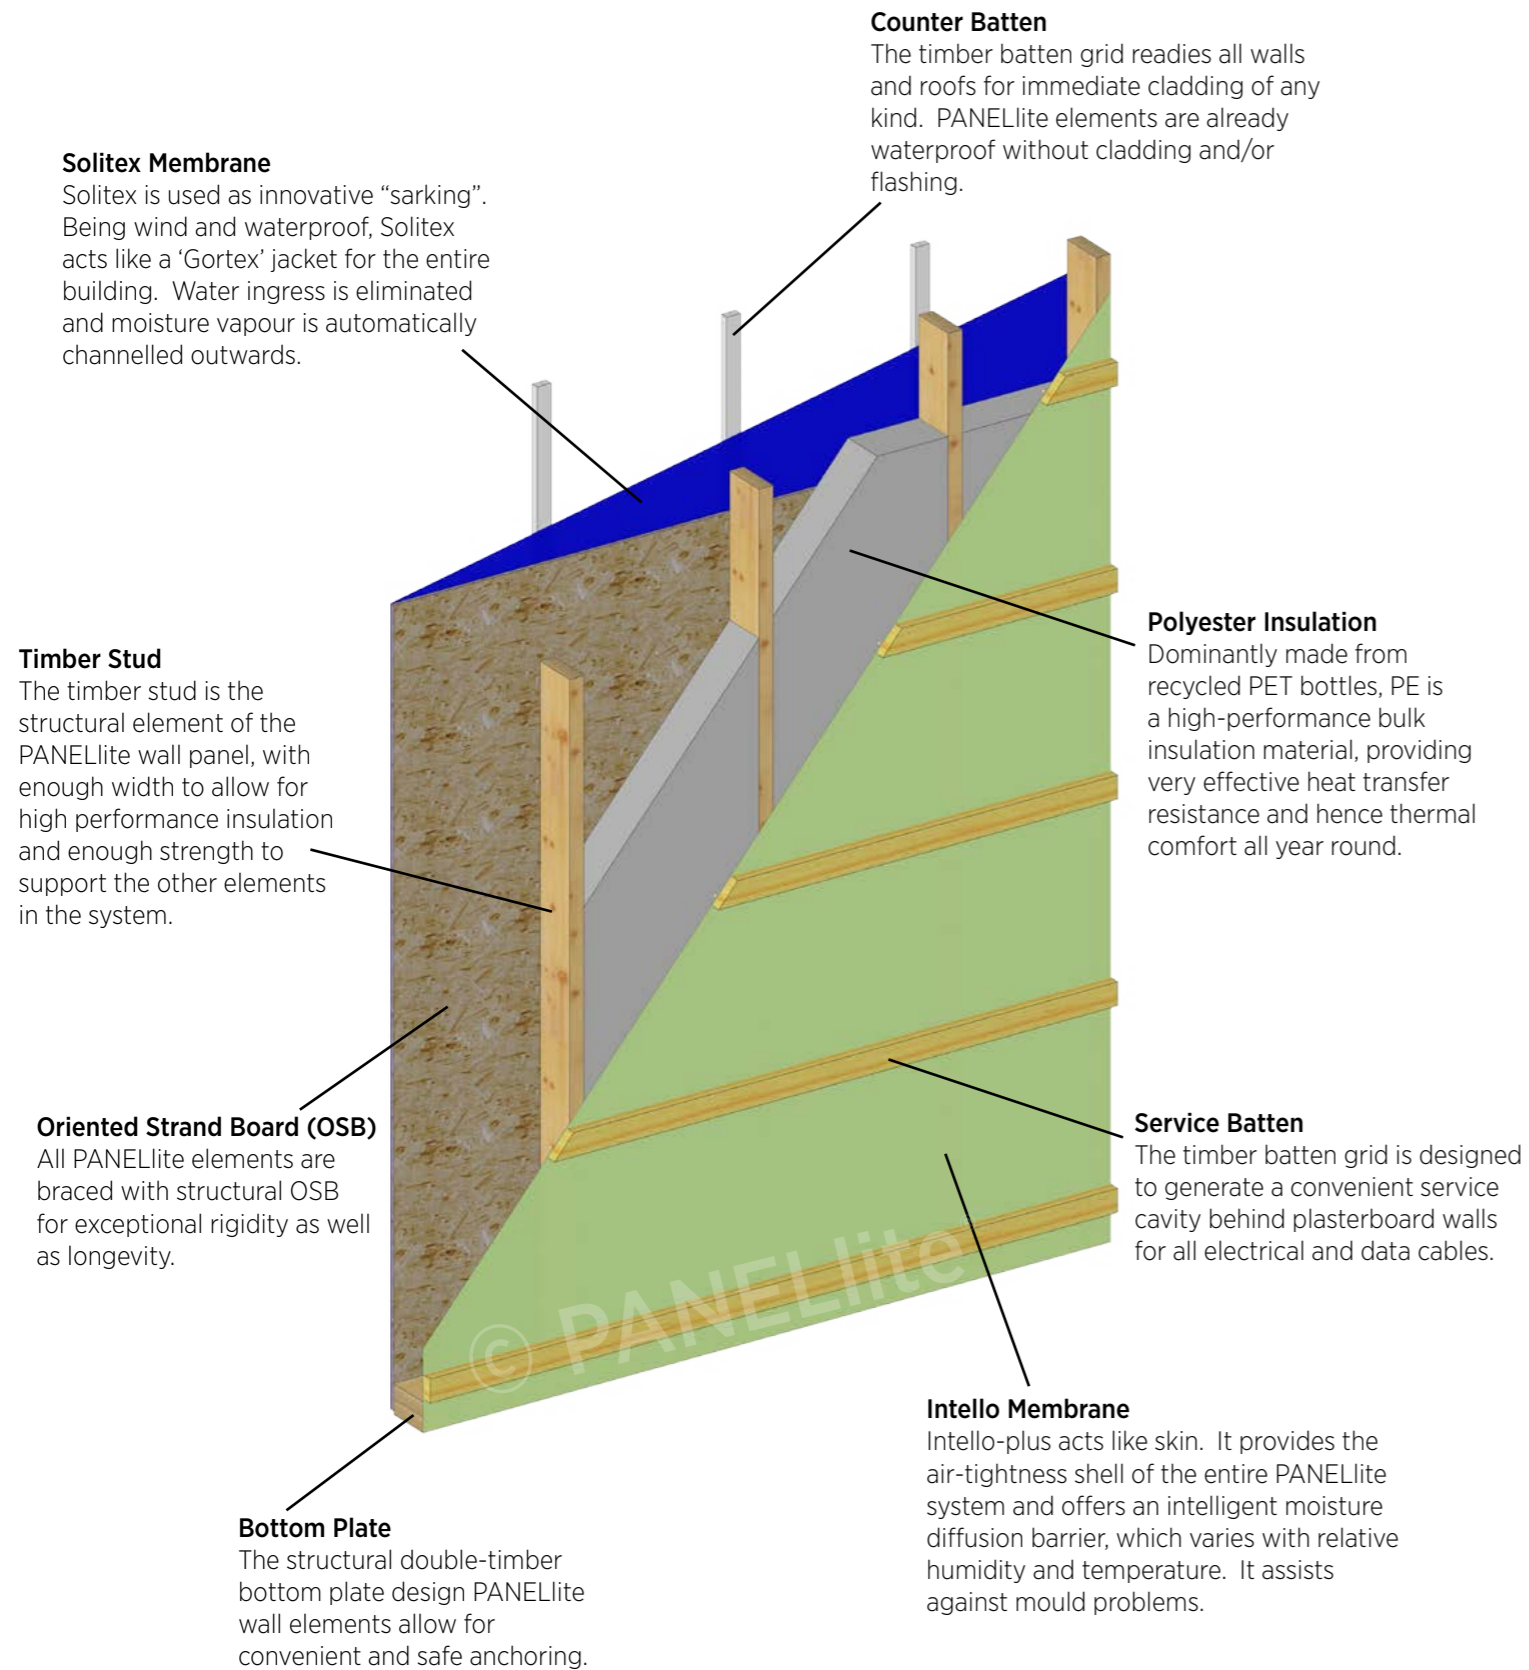 Counter Batten
The timber batten grid readies all walls
and roofs for immediate cladding of any
kind.  PANELlite elements are already
waterproof without cladding and/or
flashing.
Solitex Membrane
Solitex is used as innovative “sarking”.
Being wind and waterproof, Solitex
acts like a ‘Gortex’ jacket for the entire
building.  Water ingress is eliminated
and moisture vapour is automatically
channelled outwards.
Polyester Insulation
Dominantly made from
recycled PET bottles, PE is
a high-performance bulk
insulation material, providing
very effective heat transfer
resistance and hence thermal
comfort all year round.
Timber Stud
The timber stud is the
structural element of the
PANELlite wall panel, with
enough width to allow for
high performance insulation
and enough strength to
support the other elements
in the system.
Oriented Strand Board (OSB)
All PANELlite elements are
braced with structural OSB
for exceptional rigidity as well
as longevity.
Service Batten
The timber batten grid is designed
to generate a convenient service
cavity behind plasterboard walls
for all electrical and data cables.
© PANELlite
Intello Membrane
Intello-plus acts like skin.  It provides the
air-tightness shell of the entire PANELlite
system and offers an intelligent moisture
diffusion barrier, which varies with relative
humidity and temperature.  It assists
against mould problems.
Bottom Plate
The structural double-timber
bottom plate design PANELlite
wall elements allow for
convenient and safe anchoring.